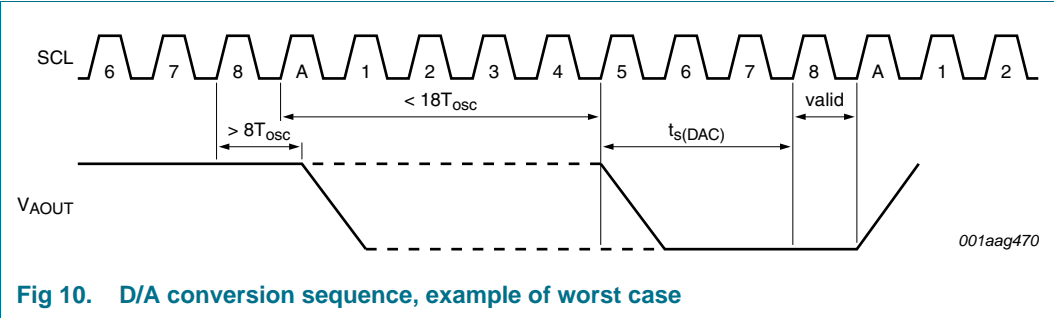 SCL 6 7 8 A 1 2 3 4 5 6 7 8 A 1 2
< 18Tosc valid
> 8Tosc ts(DAC)
VAOUT
001aag470
Fig 10. D/A conversion sequence, example of worst case